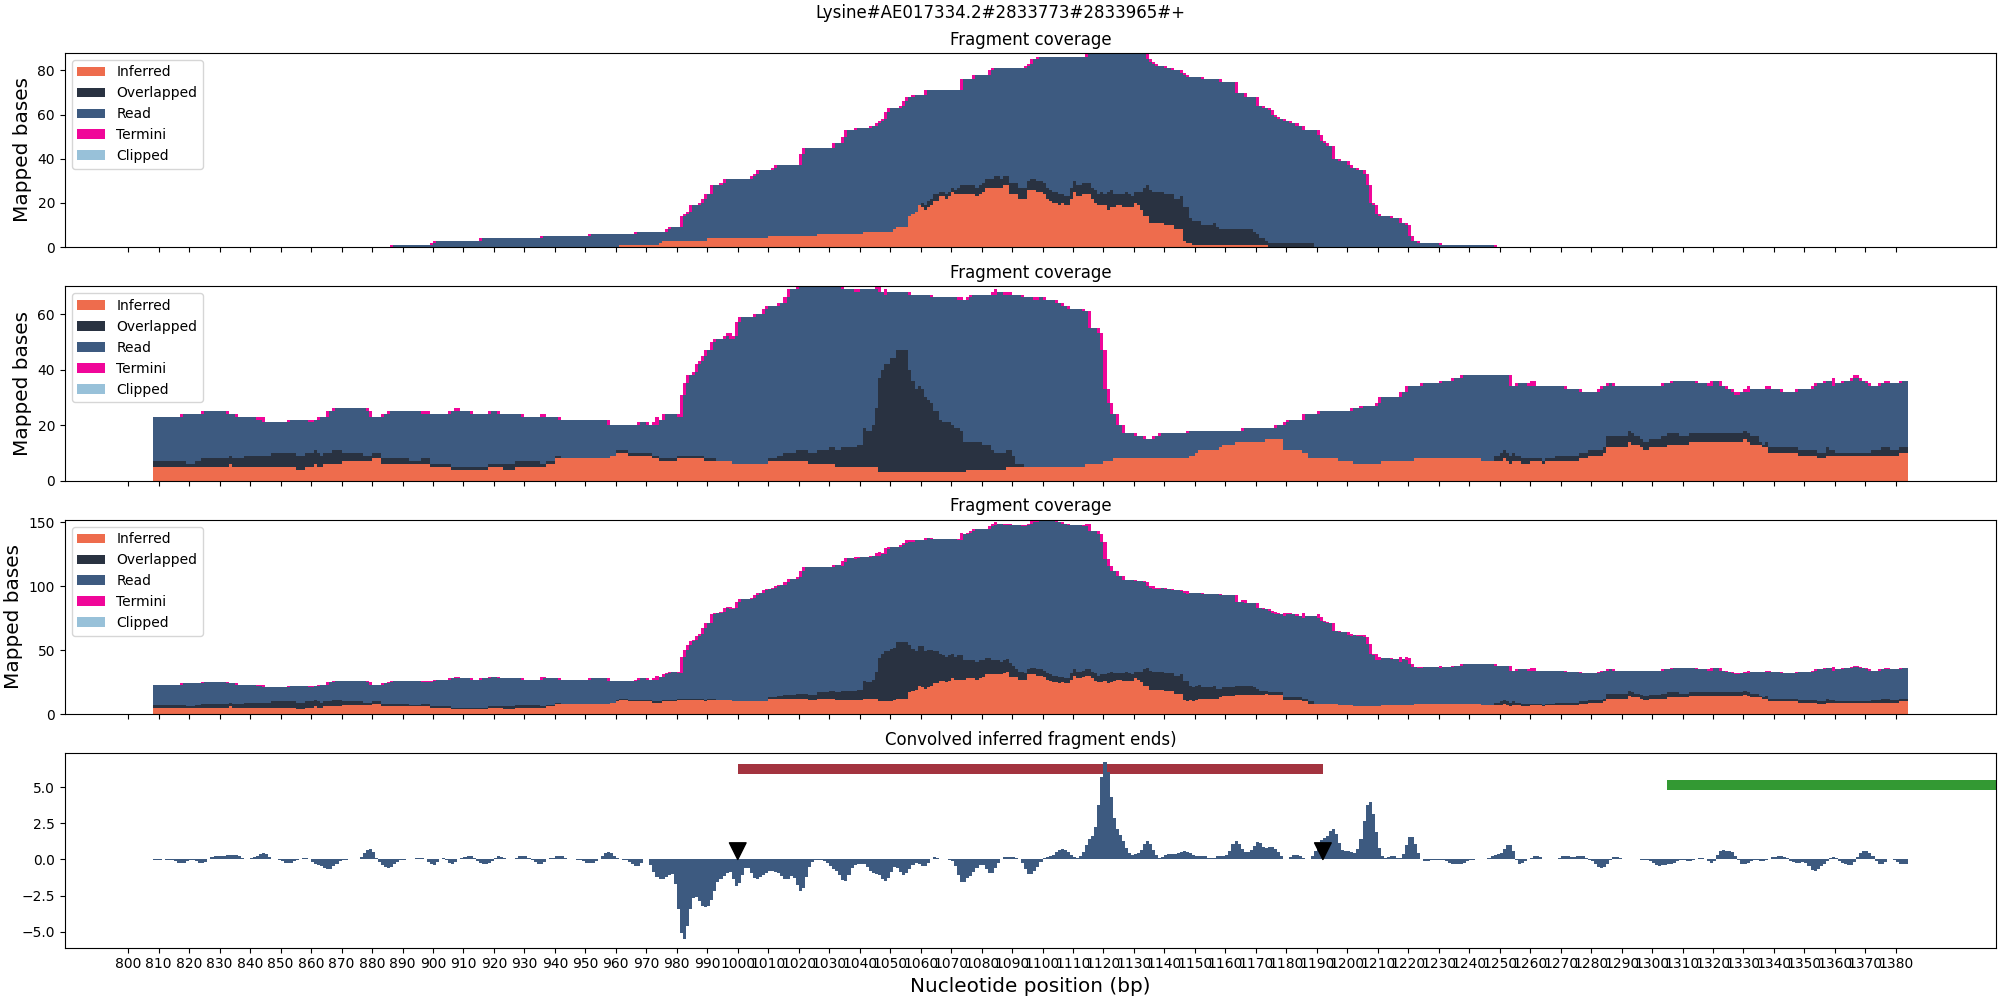 Lysine#AE017334.2#2833773#2833965#+
Fragment coverage
Mapped bases
80
60
40
20
0
Inferred
Overlapped
Read
Termini
Clipped
Fragment coverage
Mapped bases
60
40
20
0
Inferred
Overlapped
Read
Termini
Clipped
Fragment coverage
Mapped bases
150
100
50
0
Inferred
Overlapped
Read
Termini
Clipped
Convolved inferred fragment ends)
5.0
2.5
0.0
−2.5
−5.0
800 810 820 830 840 850 860 870 880 890 900 910 920 930 940 950 960 970 980 990 1000 1010 1020 1030 1040 1050 1060 1070 1080 1090 1100 1110 1120 1130 1140 1150 1160 1170 1180 1190 1200 1210 1220 1230 1240 1250 1260 1270 1280 1290 1300 1310 1320 1330 1340 1350 1360 1370 1380
Nucleotide position (bp)